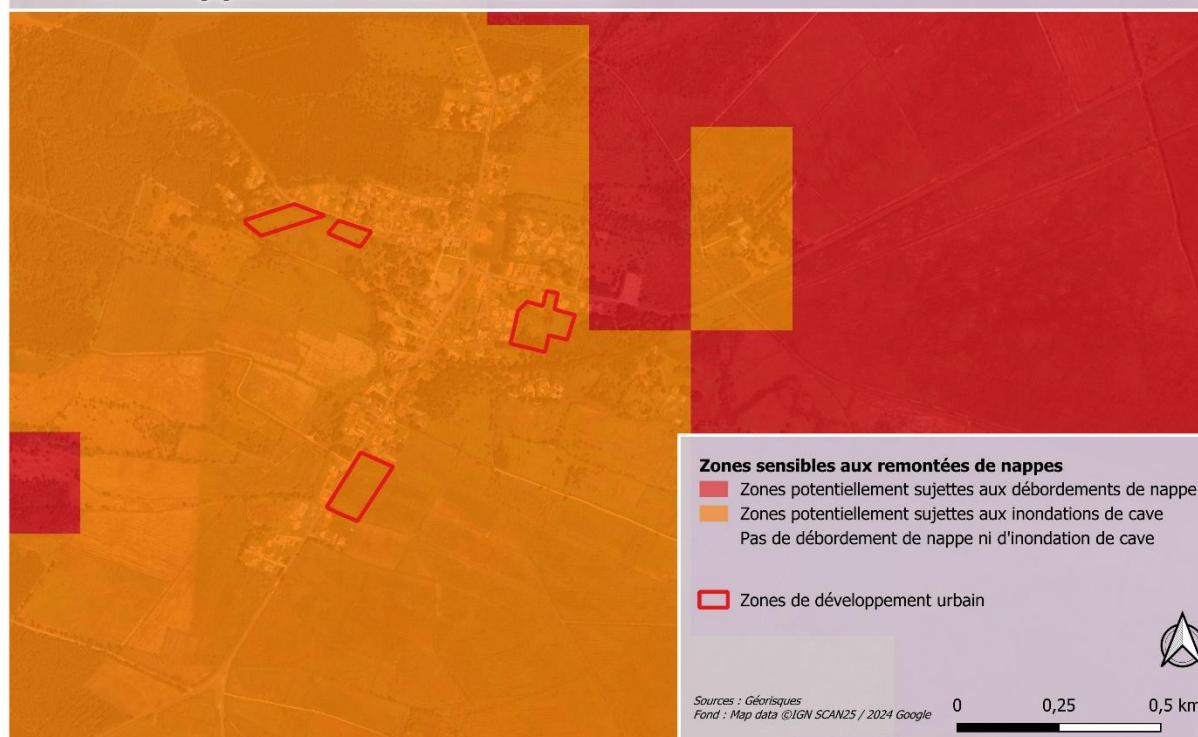 Zones sensibles aux remontées de nappes
Zones potentiellement sujettes aux débordements de nappe
Zones potentiellement sujettes aux inondations de cave
Pas de débordement de nappe ni d'inondation de cave
Zones de développement urbain
Sources : Géorisques
Fond : Map data ©IGN SCAN25 / 2024 Google
0 0,25 0,5 km